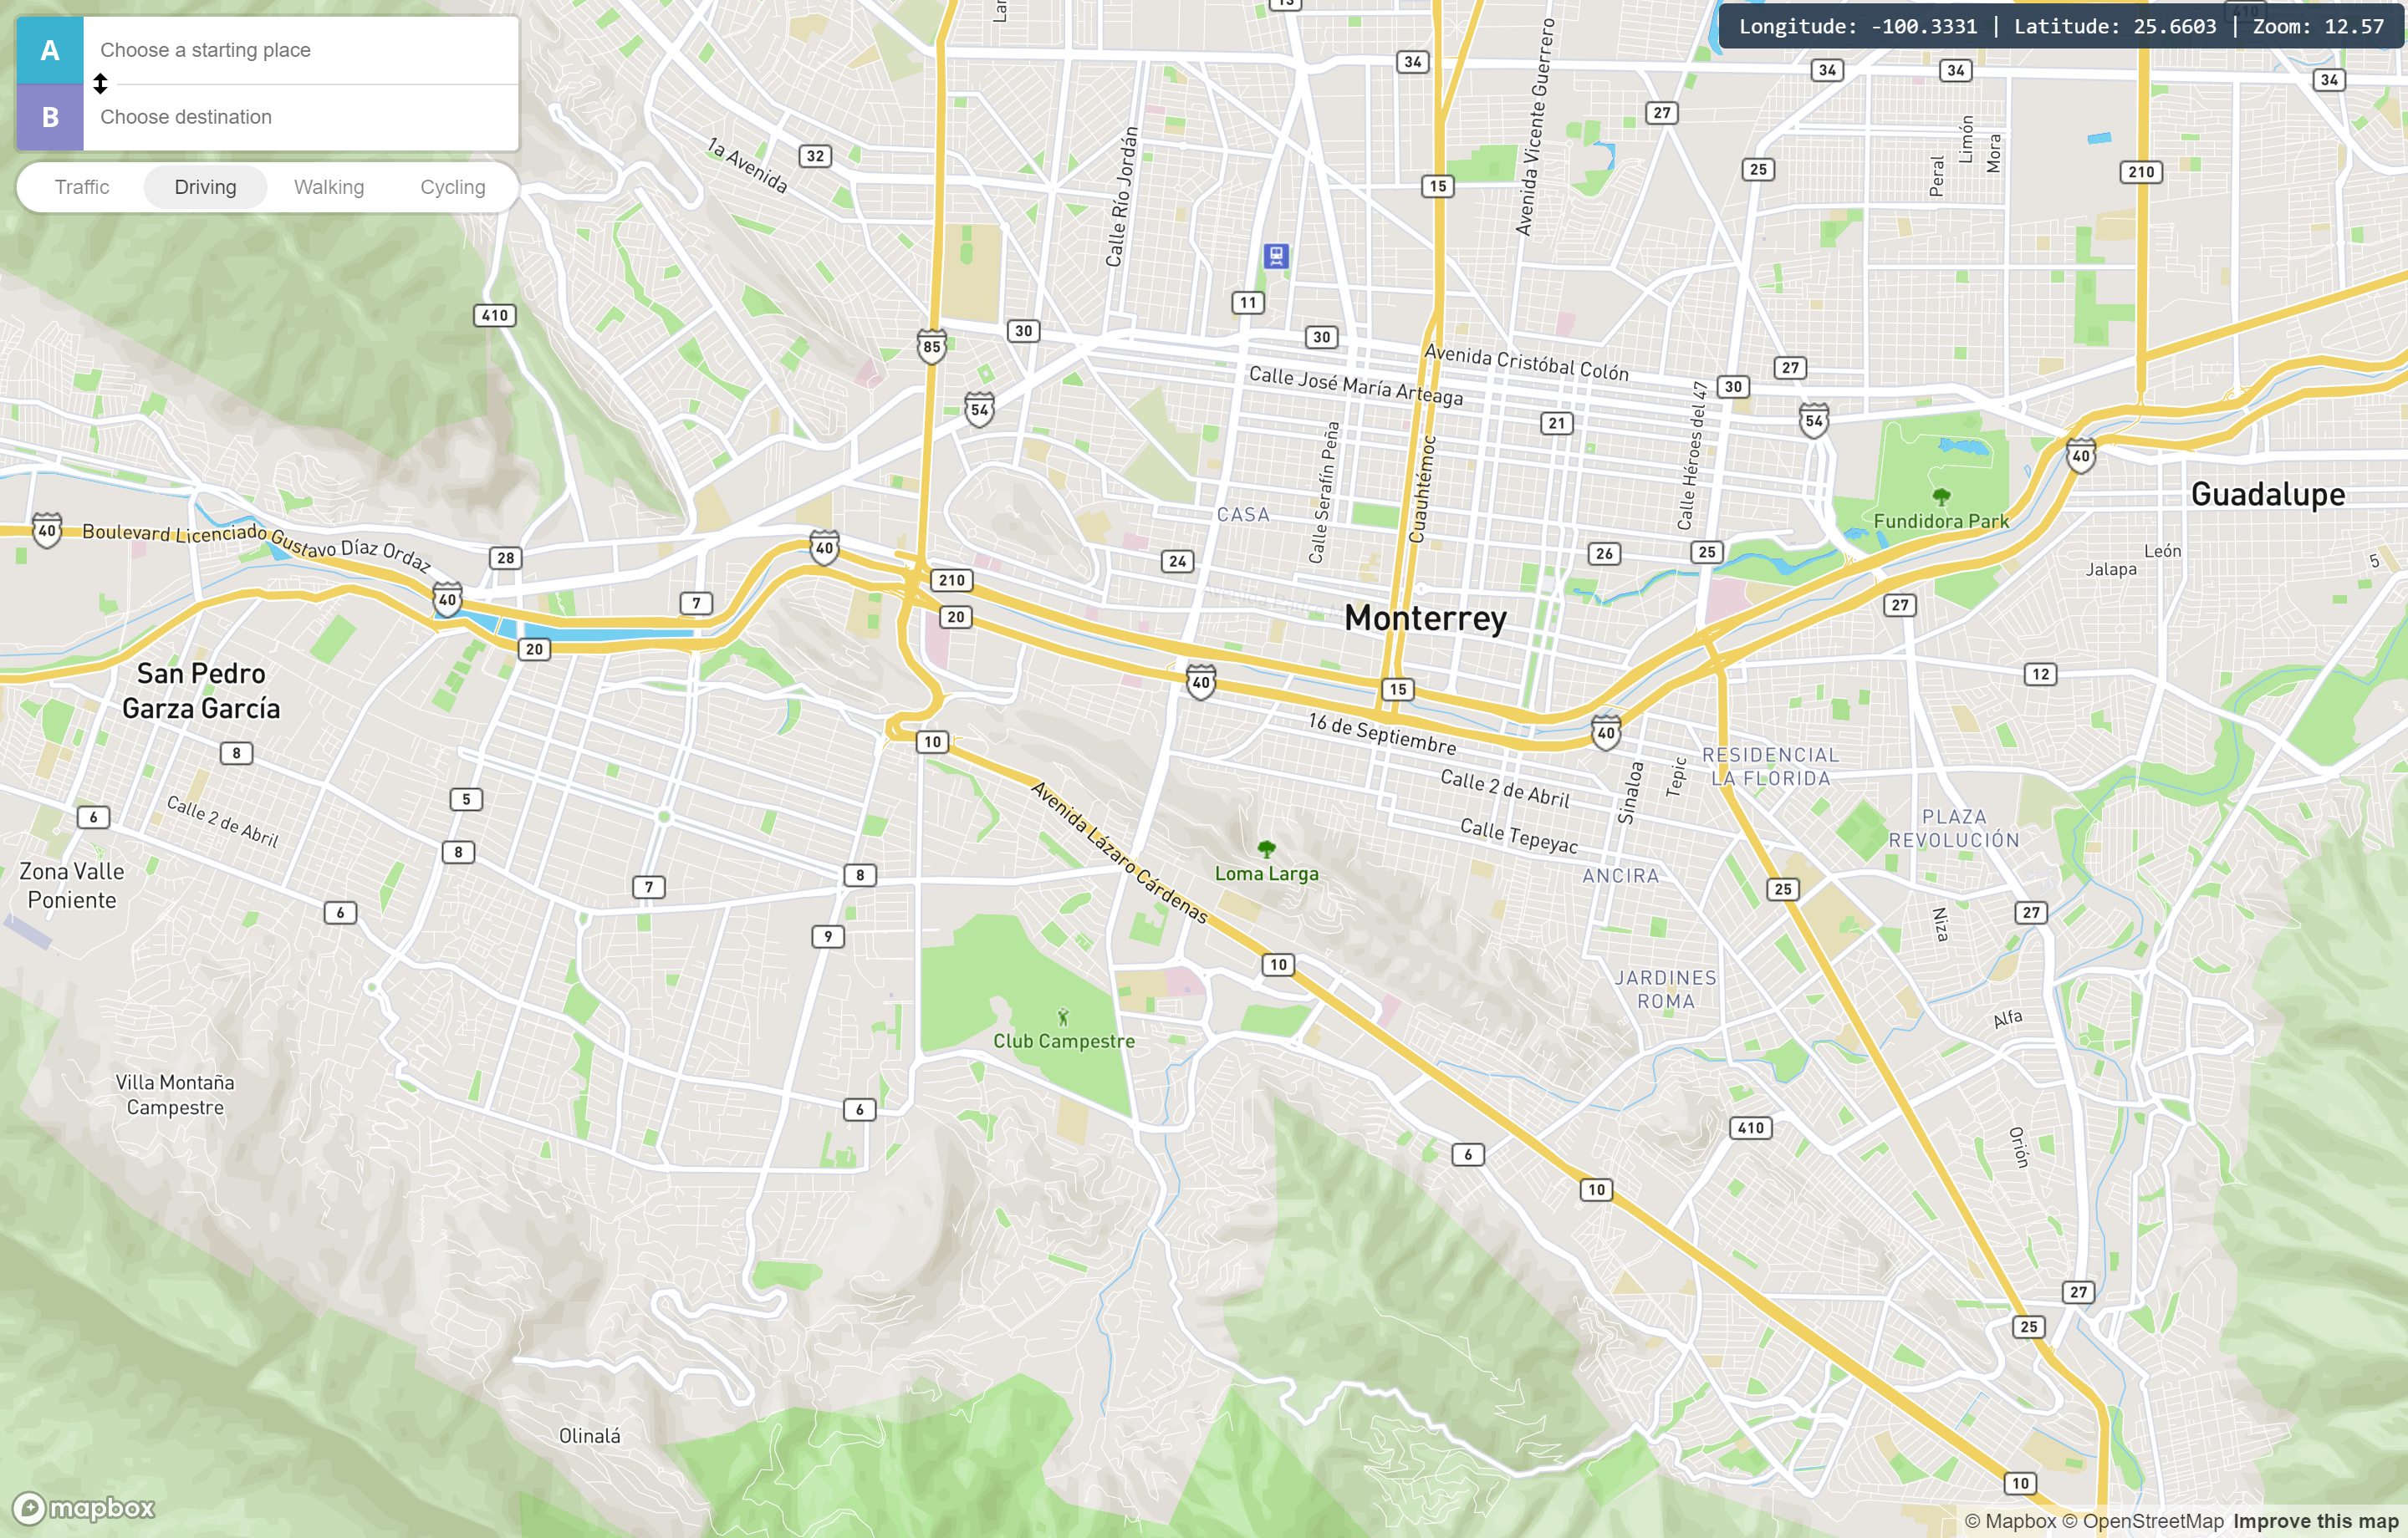 A
Choose a starting place
B
Choose destination
Traffic
Driving
Walking
Cycling
Longitude: -100.3331 | Latitude: 25.6603 | Zoom: 12.57
410
15
34
34
34
34
27
32
1a Avenida
Calle Río Jordán
Avenida Vicente Guerrero
15
25
Peral
Limón
Mora
210
410
11
85
30
30
Avenida Cristóbal Colón
27
Calle José María Arteaga
30
54
21
54
Calle Serafín Peña
Cuauhtémoc
Calle Héroes del 47
40
Guadalupe
Fundidora Park
CASA
40
Boulevard Licenciado Gustavo Díaz Ordaz
28
40
24
26
25
León
Jalapa
5
40
210
7
20
Monterrey
27
20
San Pedro
Garza García
40
15
12
8
10
16 de Septiembre
40
RESIDENCIAL
LA FLORIDA
Tepic
Sinaloa
Calle 2 de Abril
5
6
Calle 2 de Abril
Avenida Lázaro Cárdenas
Calle Tepeyac
PLAZA
REVOLUCIÓN
8
Zona Valle
Poniente
7
8
Loma Larga
ANCIRA
25
6
9
27
Niza
10
JARDINES
ROMA
Club Campestre
Alfa
Villa Montaña
Campestre
6
410
Orión
6
10
27
25
Olinalá
10
mapbox
© Mapbox © OpenStreetMap Improve this map